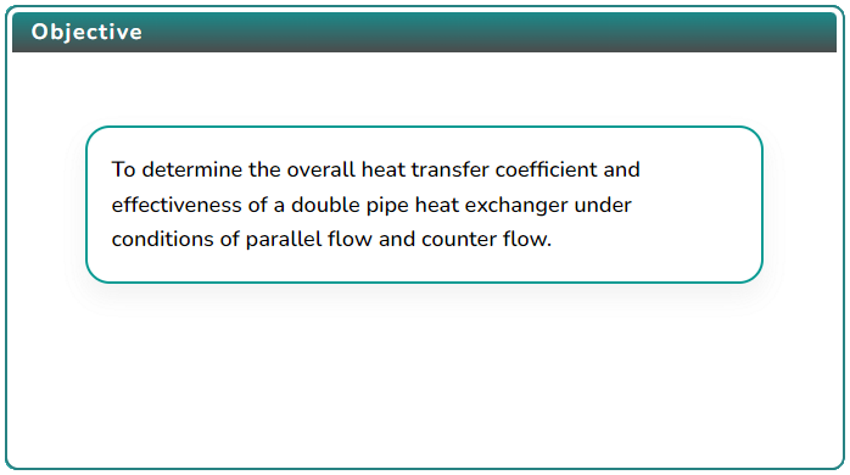 Objective
To determine the overall heat transfer coefficient and
effectiveness of a double pipe heat exchanger under
conditions of parallel flow and counter flow.